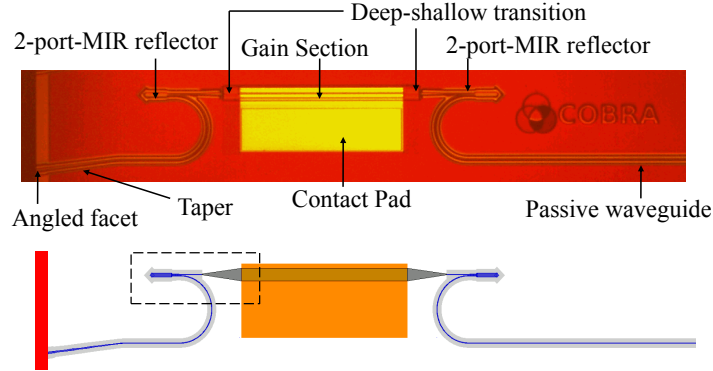 Deep-shallow transition
2-port-MIR reflector
Gain Section
2-port-MIR reflector
COBRA
Angled facet
Taper
Contact Pad
Passive waveguide